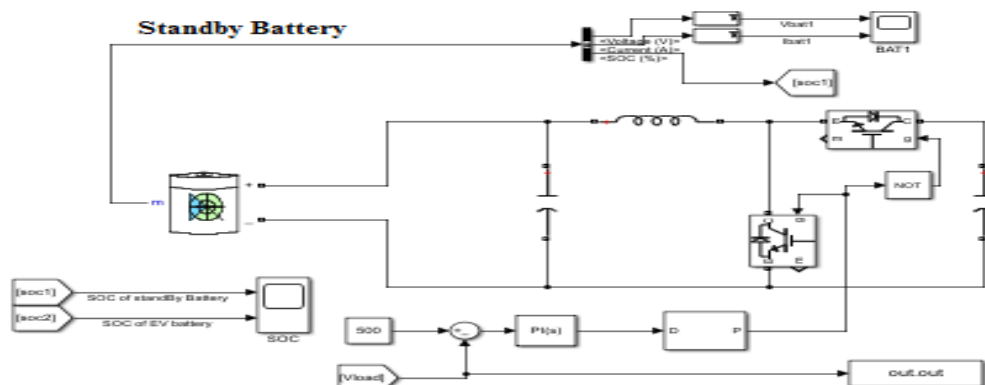 Standby Battery
<Voltage (V)>
<Current (A)>
<SOC (%)>
Vbat1
Ibat1
BAT1
[soc1]
E
C
m
g
NOT
+
m
_
g
C
E
[soc1]
SOC of standBy Battery
[soc2]
SOC of EV battery
SOC
500
PI(s)
D
P
[Vload]
out.out